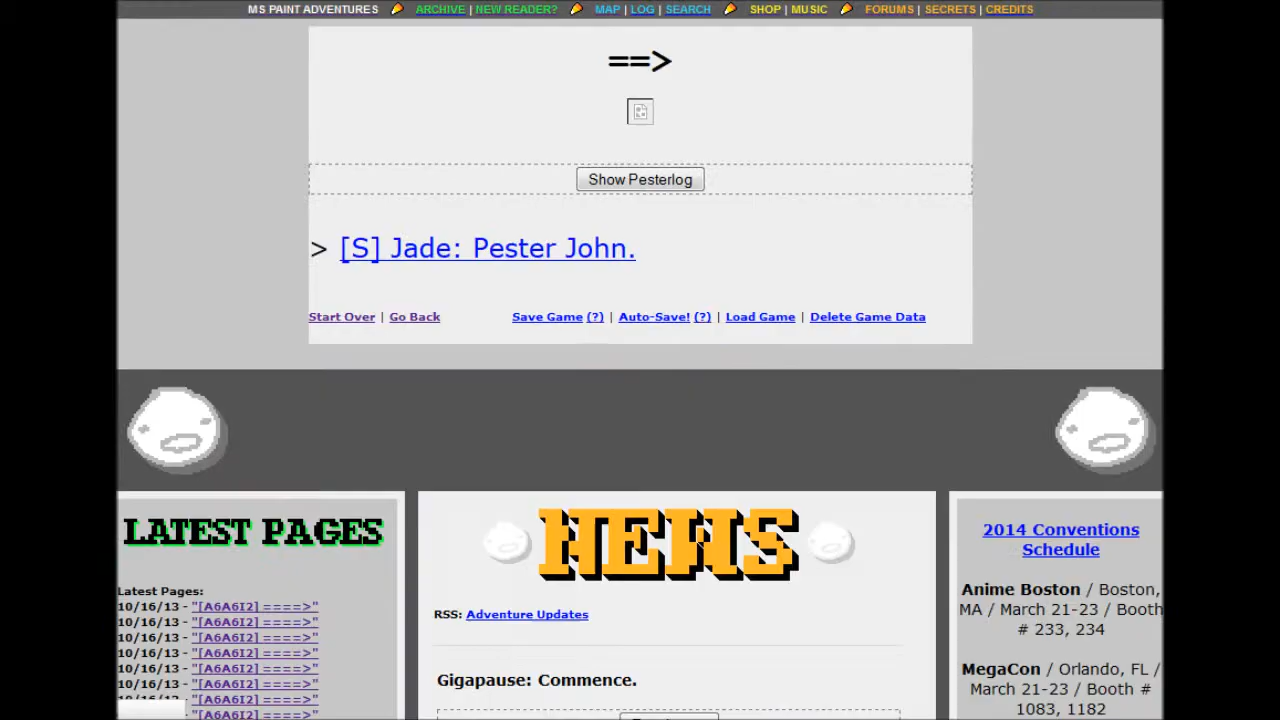 MS PAINT ADVENTURES ARCHIVE | NEW READER? MAP | LOG | SEARCH SHOP | MUSIC FORUMS | SECRETS | CREDITS
==>
Show Pesterlog
> [S] Jade: Pester John.
Start Over | Go Back Save Game (?) | Auto-Save! (?) | Load Game | Delete Game Data
LATEST PAGES
Latest Pages:
10/16/13 - "[A6A6I2] ====>"
10/16/13 - "[A6A6I2] ====>"
10/16/13 - "[A6A6I2] ====>"
10/16/13 - "[A6A6I2] ====>"
10/16/13 - "[A6A6I2] ====>"
10/16/13 - "[A6A6I2] ====>"
10/16/13 - "[A6A6I2] ====>"
"[A6A6I2] ====>"
NEWS
RSS: Adventure Updates
Gigapause: Commence.
2014 Conventions
Schedule
Anime Boston / Boston,
MA / March 21-23 / Booth
# 233, 234
MegaCon / Orlando, FL /
March 21-23 / Booth #
1083, 1182